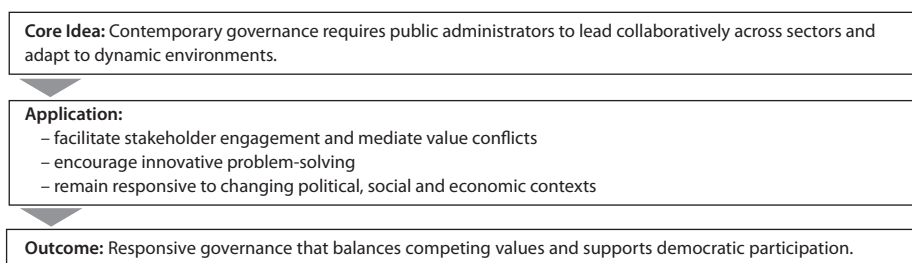 Core Idea: Contemporary governance requires public administrators to lead collaboratively across sectors and
adapt to dynamic environments.
Application:
– facilitate stakeholder engagement and mediate value conflicts
– encourage innovative problem-solving
– remain responsive to changing political, social and economic contexts
Outcome: Responsive governance that balances competing values and supports democratic participation.